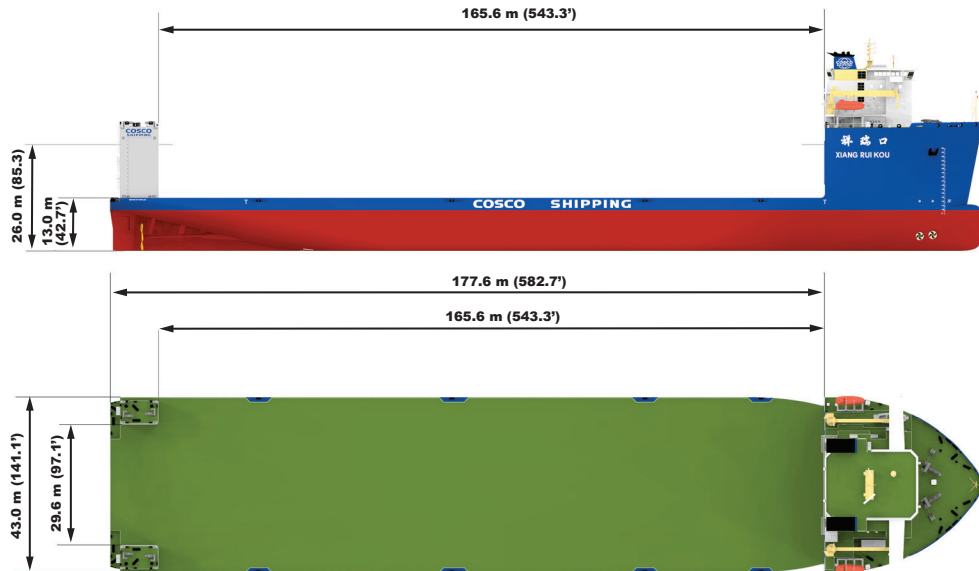 165.6 m (543.3')
COSCO
SHIPPING
祥瑞口
XIANG RUI KOU
26.0 m (85.3)
13.0 m
(42.7')
COSCO SHIPPING
177.6 m (582.7')
165.6 m (543.3')
43.0 m (141.1')
29.6 m (97.1')